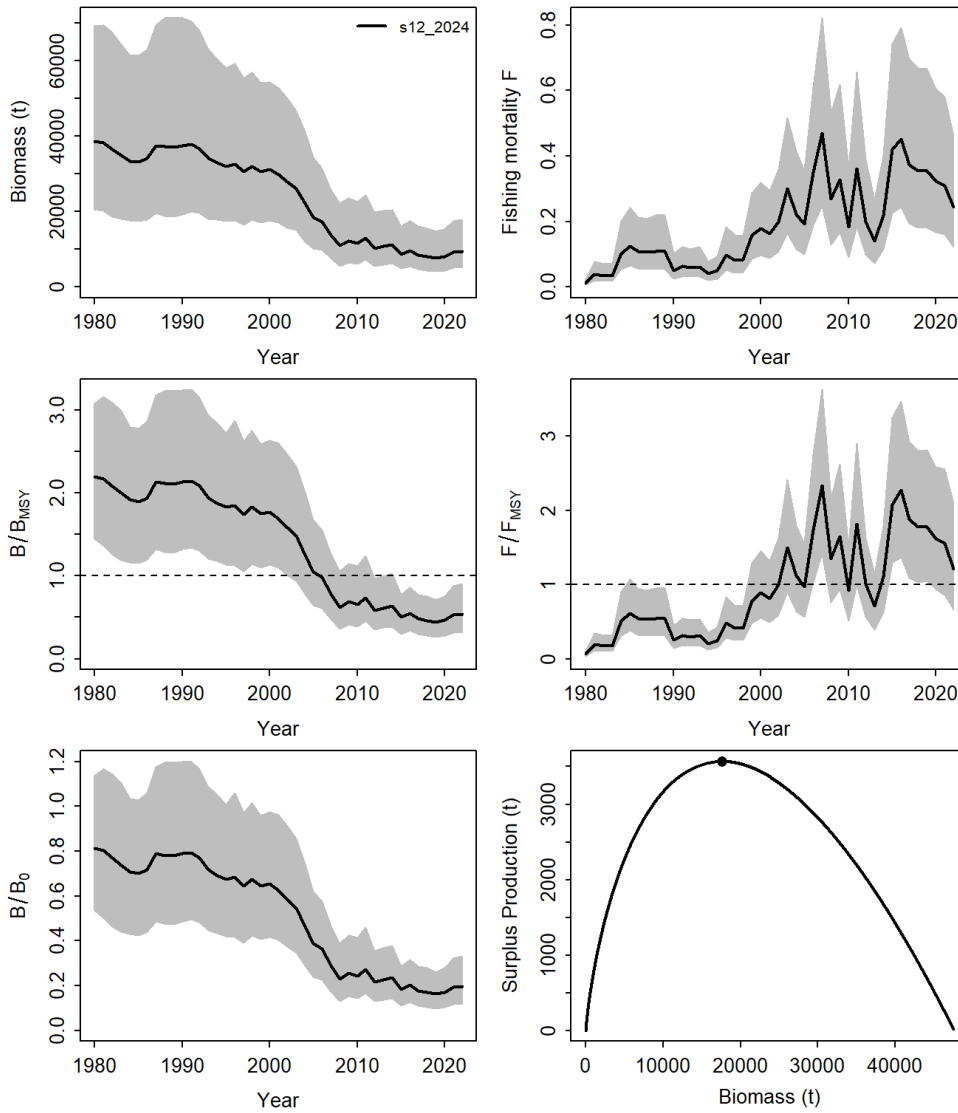 s12_2024
Biomass (t)
0 20000 40000 60000
1980 1990 2000 2010 2020
Year
Fishing mortality F
0.0 0.2 0.4 0.6 0.8
1980 1990 2000 2010 2020
Year
B/B_MSY
0.0 1.0 2.0 3.0
1980 1990 2000 2010 2020
Year
F/F_MSY
0 1 2 3
1980 1990 2000 2010 2020
Year
B/B₀
0.0 0.2 0.4 0.6 0.8 1.0 1.2
1980 1990 2000 2010 2020
Year
Surplus Production (t)
0 1000 2000 3000
0 10000 20000 30000 40000
Biomass (t)